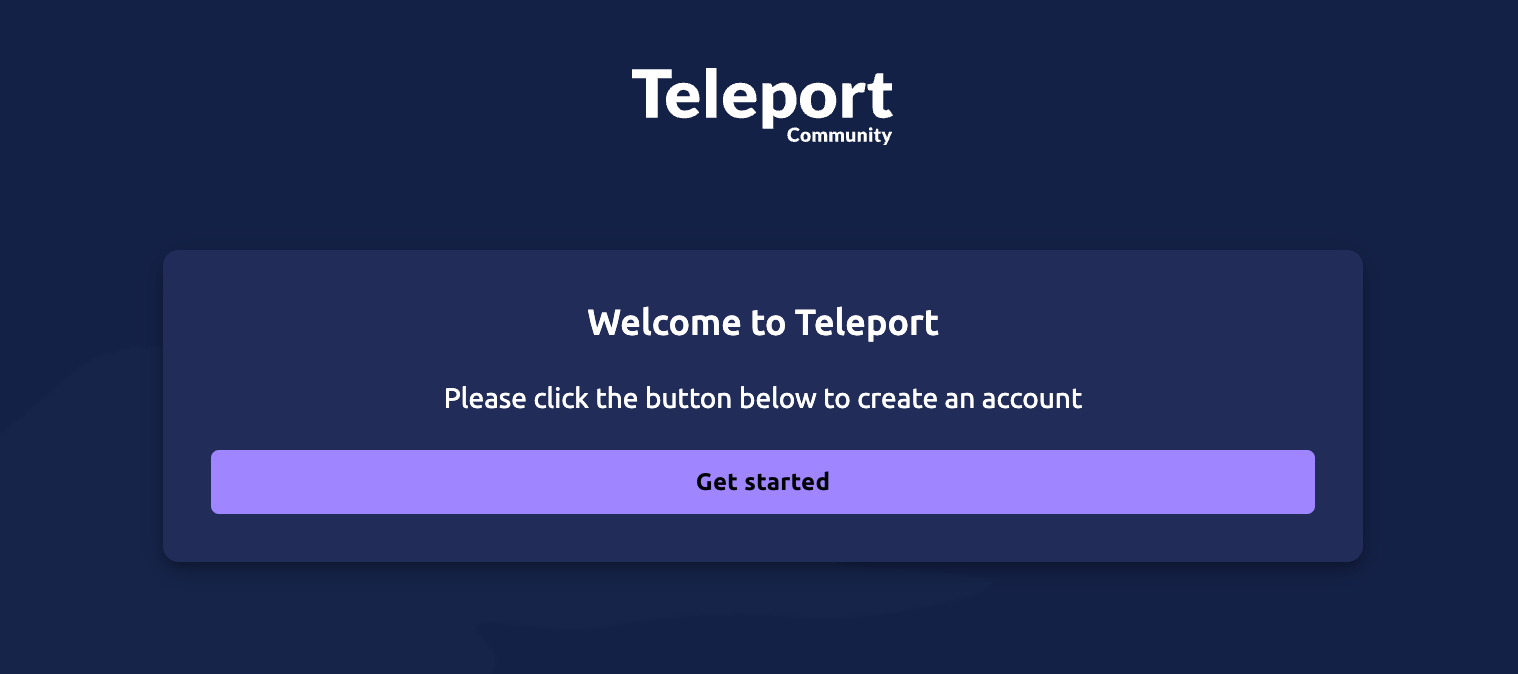 Teleport
Community
Welcome to Teleport
Please click the button below to create an account
Get started